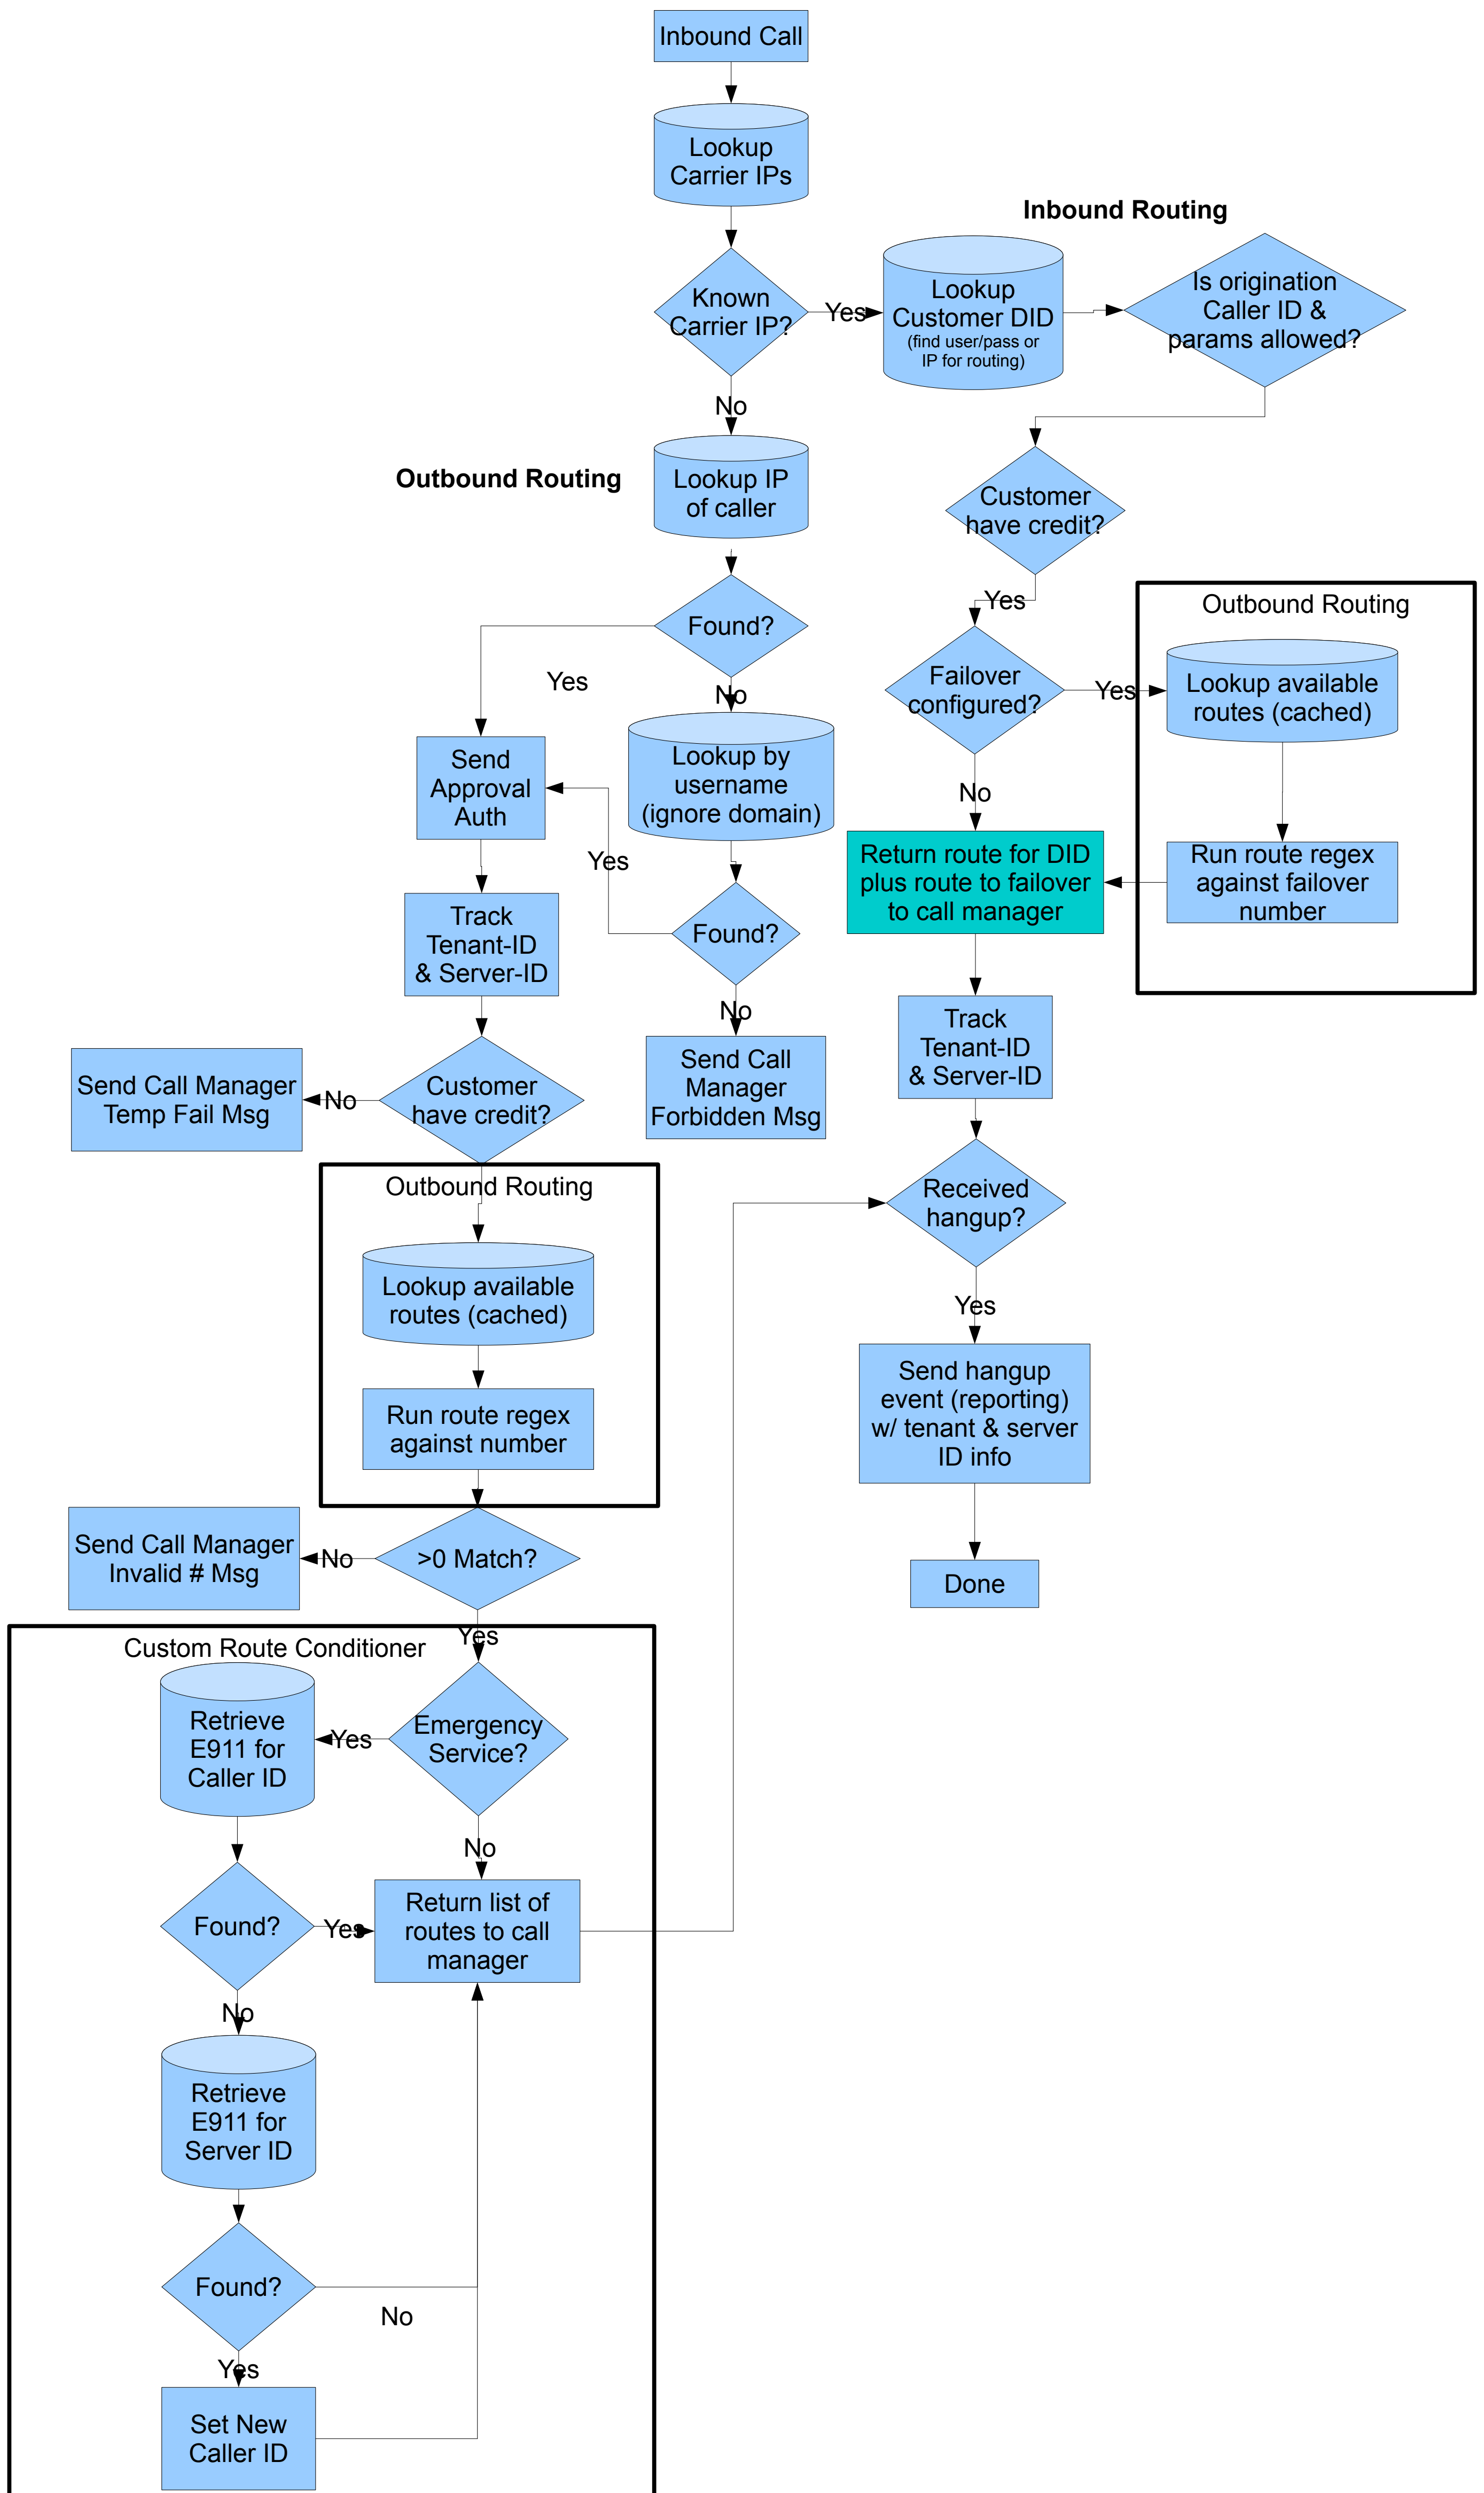 Inbound Call
Lookup
Carrier IPs
Inbound Routing
Known
Carrier IP?
Yes
Lookup
Customer DID
(find user/pass or
IP for routing)
Is origination
Caller ID &
params allowed?
No
Outbound Routing
Lookup IP
of caller
Customer
have credit?
Yes
Found?
Yes
No
Failover
configured?
Yes
Outbound Routing
Lookup available
routes (cached)
No
Run route regex
against failover
number
Send
Approval
Auth
Lookup by
username
(ignore domain)
Yes
Return route for DID
plus route to failover
to call manager
Track
Tenant-ID
& Server-ID
Found?
No
Track
Tenant-ID
& Server-ID
Send Call Manager
Temp Fail Msg
No
Customer
have credit?
Send Call
Manager
Forbidden Msg
Outbound Routing
Received
hangup?
Lookup available
routes (cached)
Yes
Run route regex
against number
Send hangup
event (reporting)
w/ tenant & server
ID info
Send Call Manager
Invalid # Msg
No
>0 Match?
Done
Yes
Custom Route Conditioner
Retrieve
E911 for
Caller ID
Yes
Emergency
Service?
No
Found?
Yes
Return list of
routes to call
manager
No
Retrieve
E911 for
Server ID
Found?
No
Yes
Set New
Caller ID